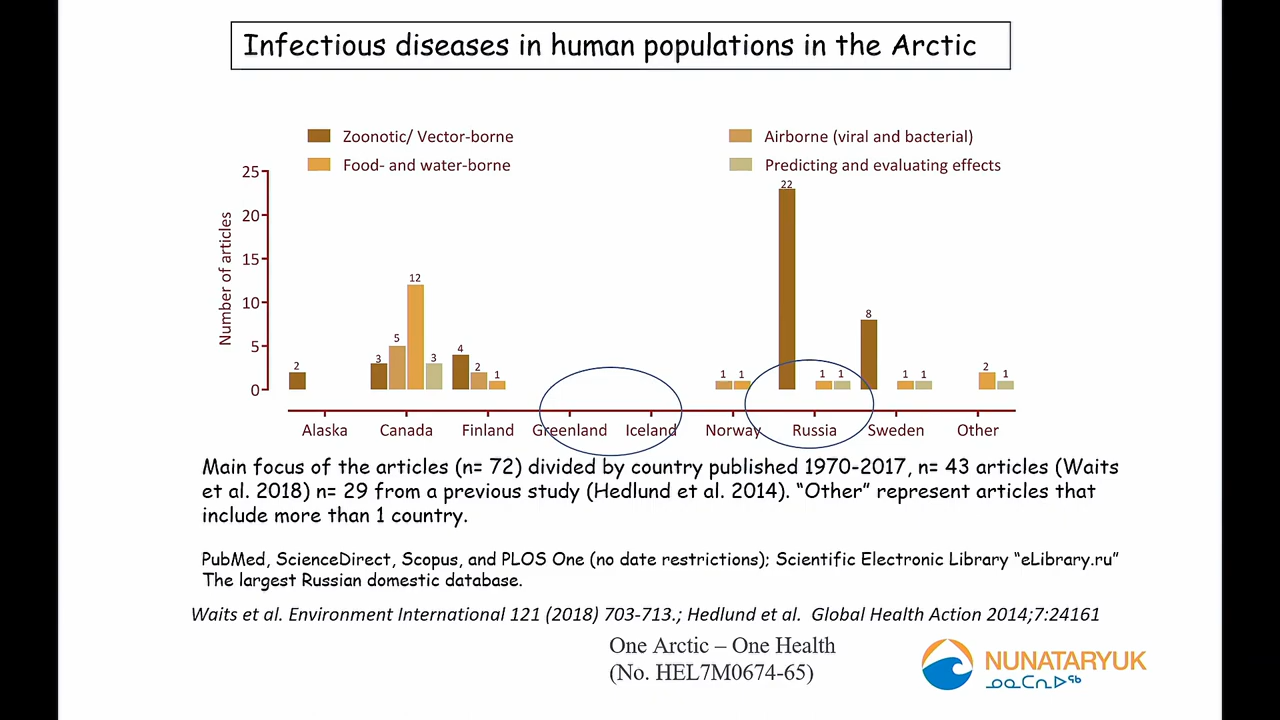 Infectious diseases in human populations in the Arctic
Zoonotic/ Vector-borne
Airborne (viral and bacterial)
Food- and water-borne
Predicting and evaluating effects
Number of articles
25
20
15
10
5
0
2
3
5
12
3
4
2
1
1
1
22
1
1
8
1
1
2
1
Alaska
Canada
Finland
Greenland
Iceland
Norway
Russia
Sweden
Other
Main focus of the articles (n= 72) divided by country published 1970-2017, n= 43 articles (Waits
et al. 2018) n= 29 from a previous study (Hedlund et al. 2014). “Other” represent articles that
include more than 1 country.
PubMed, ScienceDirect, Scopus, and PLOS One (no date restrictions); Scientific Electronic Library “eLibrary.ru”
The largest Russian domestic database.
Waits et al. Environment International 121 (2018) 703-713.; Hedlund et al. Global Health Action 2014;7:24161
One Arctic – One Health
(No. HEL7M0674-65)
NUNATARYUK
ᓄᓇᑕᕆᐅᖅ